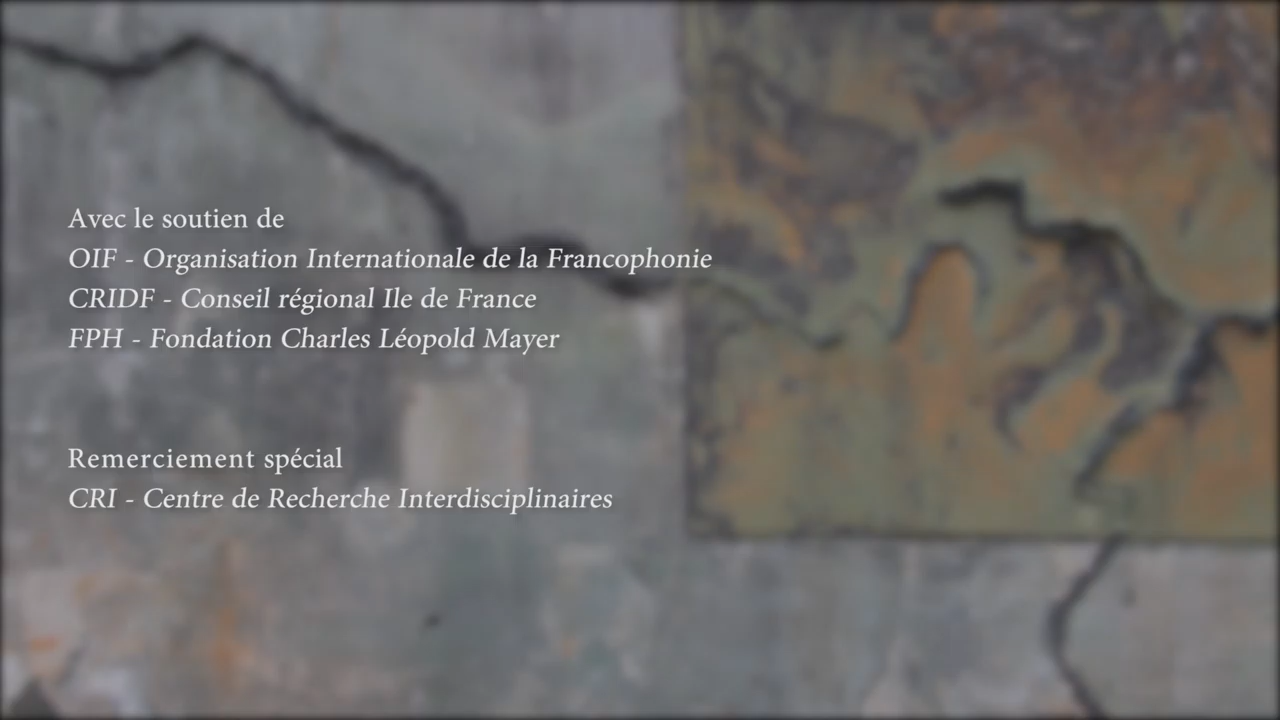 Avec le soutien de
OIF - Organisation Internationale de la Francophonie
CRIDF - Conseil régional Ile de France
FPH - Fondation Charles Léopold Mayer
Remerciement spécial
CRI - Centre de Recherche Interdisciplinaires